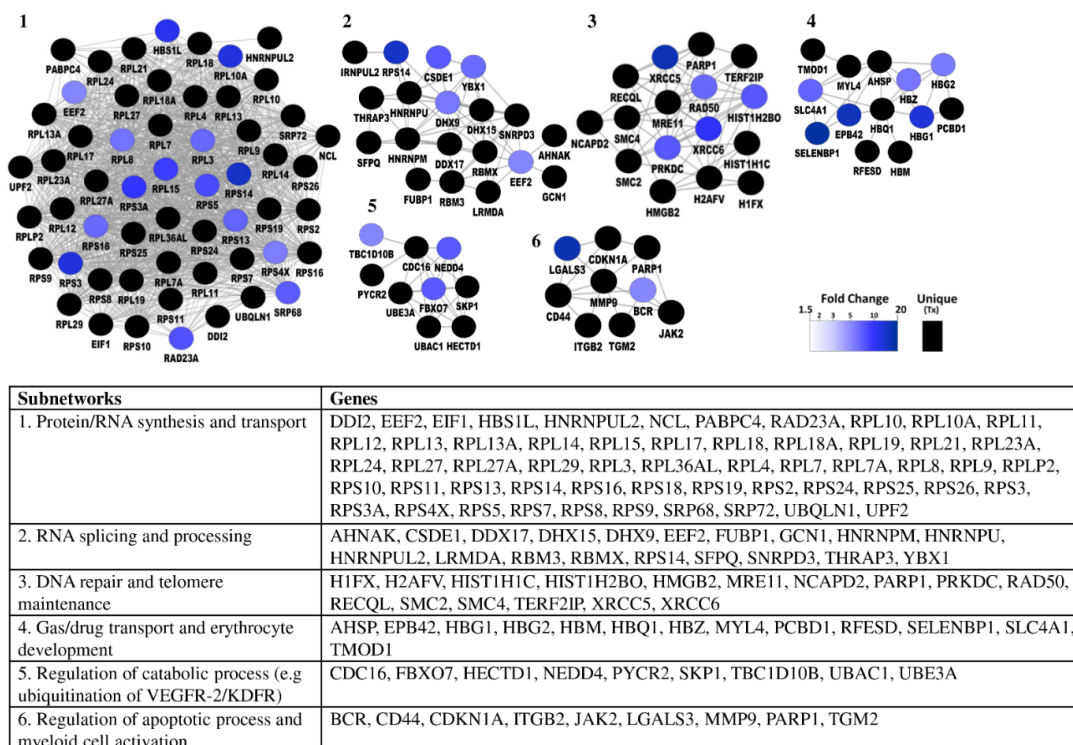 1
2
3
4
HBS1L
PABPC4
RPL24
RPL21
RPL18
RPL10A
HNRNPUL2
EEF2
RPL27
RPL18A
RPL4
RPL13
RPL10
RPL13A
RPL17
RPL8
RPL7
RPL3
RPL9
SRP72
NCL
UPF2
RPL23A
RPL27A
RPS3A
RPL15
RPS5
RPS14
RPL14
RPS26
RPLP2
RPL12
RPS18
RPS25
RPL36AL
RPS24
RPS13
RPS19
RPS2
RPS9
RPS3
RPS8
RPL19
RPL7A
RPL11
RPS7
RPS4X
RPS16
RPL29
EIF1
RPS10
RPS11
RAD23A
DDI2
UBQLN1
SRP68
IRNPUL2
RPS14
CSDE1
YBX1
THRAP3
HNRNPU
DHX9
DHX15
SNRPD3
SFPQ
HNRNPM
DDX17
RBMX
EEF2
AHNAK
FUBP1
RBM3
LRMDA
GCN1
XRCC5
PARP1
TERF2IP
RECQL
RAD50
HIST1H2BO
NCAPD2
SMC4
MRE11
XRCC6
SMC2
PRKDC
HIST1H1C
HMGB2
H2AFV
H1FX
TMOD1
MYL4
AHSP
HBG2
SLC4A1
HBZ
EPB42
HBQ1
HBG1
PCBD1
SELENBP1
RFESD
HBM
5
TBC1D10B
CDC16
NEDD4
PYCR2
UBE3A
FBXO7
SKP1
UBAC1
HECTD1
6
LGALS3
CDKN1A
PARP1
MMP9
CD44
BCR
JAK2
ITGB2
TGM2
Fold Change
Unique
(Tx)
1.5 2 3 5 10 20
Subnetworks Genes
1. Protein/RNA synthesis and transport DDI2, EEF2, EIF1, HBS1L, HNRNPUL2, NCL, PABPC4, RAD23A, RPL10, RPL10A, RPL11,
RPL12, RPL13, RPL13A, RPL14, RPL15, RPL17, RPL18, RPL18A, RPL19, RPL21, RPL23A,
RPL24, RPL27, RPL27A, RPL29, RPL3, RPL36AL, RPL4, RPL7, RPL7A, RPL8, RPL9, RPLP2,
RPS10, RPS11, RPS13, RPS14, RPS16, RPS18, RPS19, RPS2, RPS24, RPS25, RPS26, RPS3,
RPS3A, RPS4X, RPS5, RPS7, RPS8, RPS9, SRP68, SRP72, UBQLN1, UPF2
2. RNA splicing and processing AHNAK, CSDE1, DDX17, DHX15, DHX9, EEF2, FUBP1, GCN1, HNRNPM, HNRNPU,
HNRNPUL2, LRMDA, RBM3, RBMX, RPS14, SFPQ, SNRPD3, THRAP3, YBX1
3. DNA repair and telomere H1FX, H2AFV, HIST1H1C, HIST1H2BO, HMGB2, MRE11, NCAPD2, PARP1, PRKDC, RAD50,
maintenance RECQL, SMC2, SMC4, TERF2IP, XRCC5, XRCC6
4. Gas/drug transport and erythrocyte AHSP, EPB42, HBG1, HBG2, HBM, HBQ1, HBZ, MYL4, PCBD1, RFESD, SELENBP1, SLC4A1,
development TMOD1
5. Regulation of catabolic process (e.g CDC16, FBXO7, HECTD1, NEDD4, PYCR2, SKP1, TBC1D10B, UBAC1, UBE3A
ubiquitination of VEGFR-2/KDFR)
6. Regulation of apoptotic process and BCR, CD44, CDKN1A, ITGB2, JAK2, LGALS3, MMP9, PARP1, TGM2
myeloid cell activation